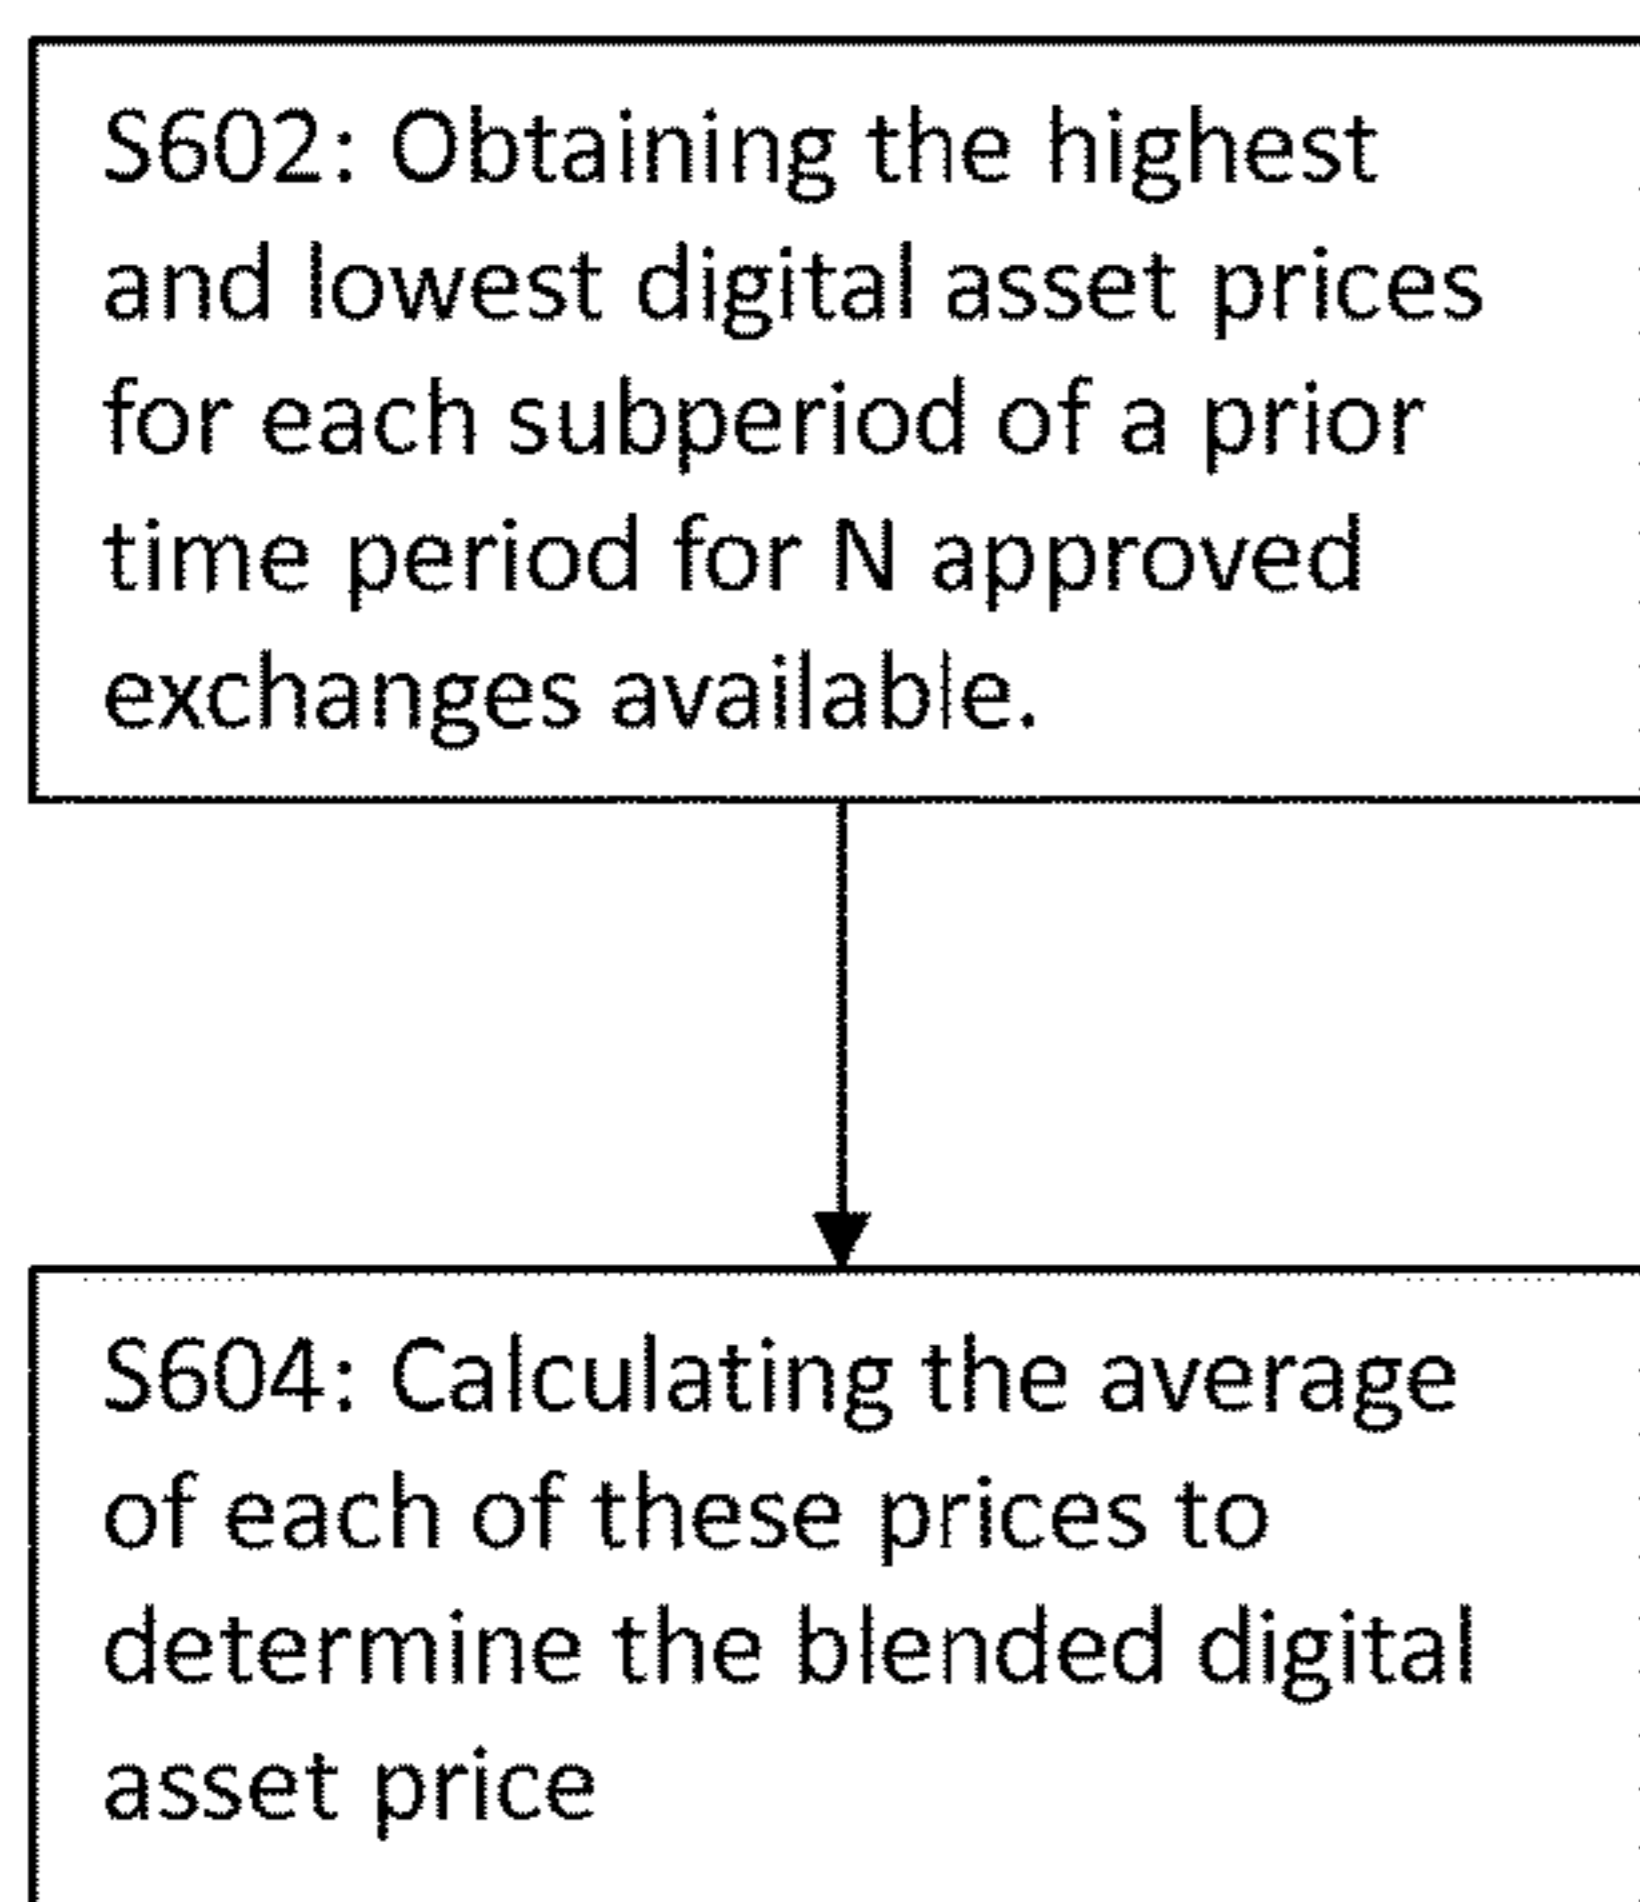 S602: Obtaining the highest
and lowest digital asset prices
for each subperiod of a prior
time period for N approved
exchanges available.
S604: Calculating the average
of each of these prices to
determine the blended digital
asset price